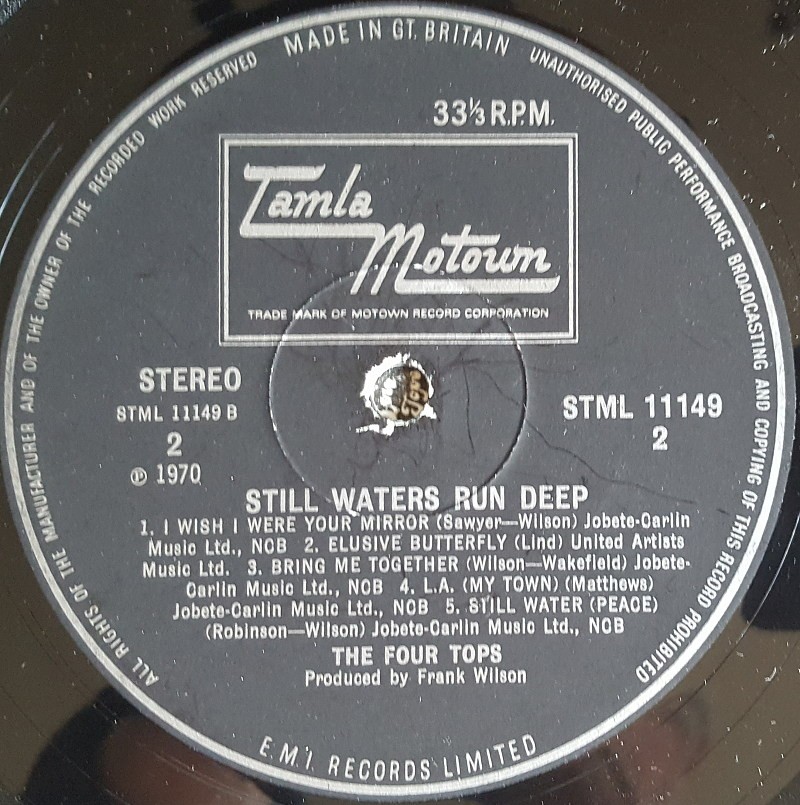 MADE IN GT. BRITAIN
UNAUTHORISED PUBLIC PERFORMANCE BROADCASTING AND COPYING OF THIS RECORD PROHIBITED
ALL RIGHTS OF THE MANUFACTURER AND OF THE OWNER OF THE RECORDED WORK RESERVED
33⅓ R.P.M.
Tamla
Motown
TRADE MARK OF MOTOWN RECORD CORPORATION
STEREO
STML 11149 B
2
℗ 1970
STML 11149
2
STILL WATERS RUN DEEP
1. I WISH I WERE YOUR MIRROR (Sawyer—Wilson) Jobete-Carlin
Music Ltd., NCB 2. ELUSIVE BUTTERFLY (Lind) United Artists
Music Ltd. 3. BRING ME TOGETHER (Wilson—Wakefield) Jobete-
Carlin Music Ltd., NCB 4. L.A. (MY TOWN) (Matthews)
Jobete-Carlin Music Ltd., NCB 5. STILL WATER (PEACE)
(Robinson—Wilson) Jobete-Carlin Music Ltd., NCB
THE FOUR TOPS
Produced by Frank Wilson
E.M.I. RECORDS LIMITED